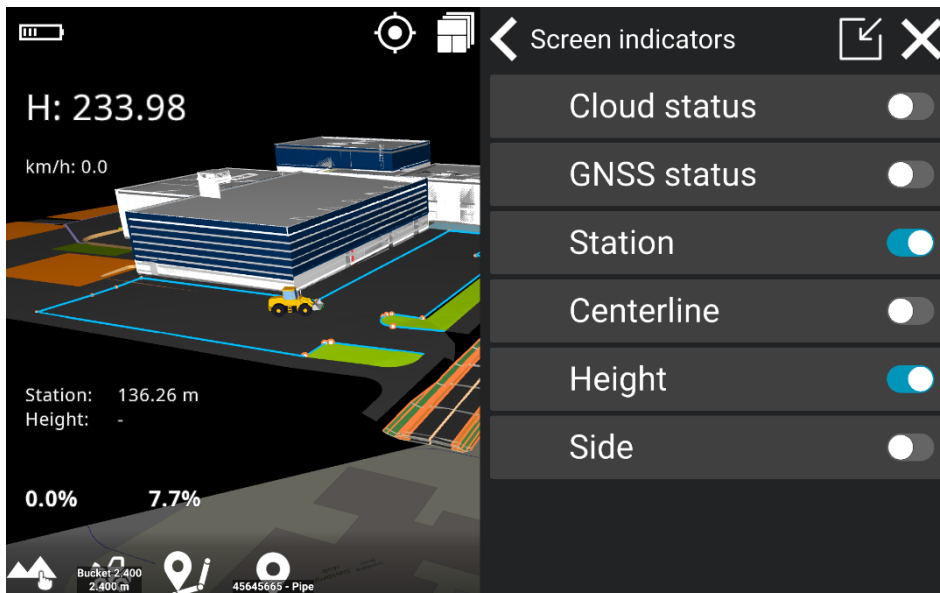 H: 233.98
km/h: 0.0
Station: 136.26 m
Height: -
0.0% 7.7%
Bucket 2.400
2.400 m
45645665 - Pipe
Screen indicators
Cloud status
GNSS status
Station
Centerline
Height
Side